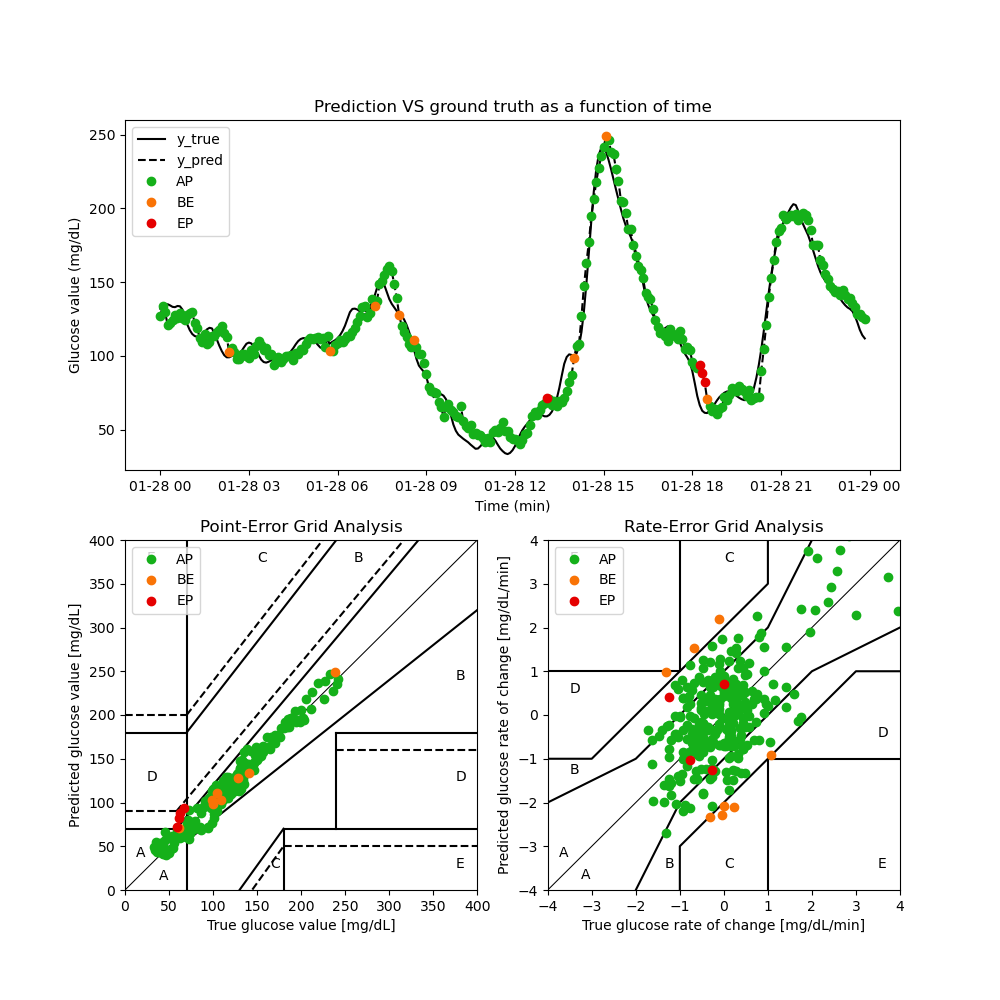 Prediction VS ground truth as a function of time
Glucose value (mg/dL)
250
200
150
100
50
y_true
y_pred
AP
BE
EP
01-28 00 01-28 03 01-28 06 01-28 09 01-28 12 01-28 15 01-28 18 01-28 21 01-29 00
Time (min)
Point-Error Grid Analysis
Predicted glucose value [mg/dL]
400
350
300
250
200
150
100
50
0
AP
BE
EP
C
B
B
D
D
A
A
C
E
0 50 100 150 200 250 300 350 400
True glucose value [mg/dL]
Rate-Error Grid Analysis
Predicted glucose rate of change [mg/dL/min]
4
3
2
1
0
−1
−2
−3
−4
AP
BE
EP
C
D
D
B
A
A
B
C
E
−4 −3 −2 −1 0 1 2 3 4
True glucose rate of change [mg/dL/min]